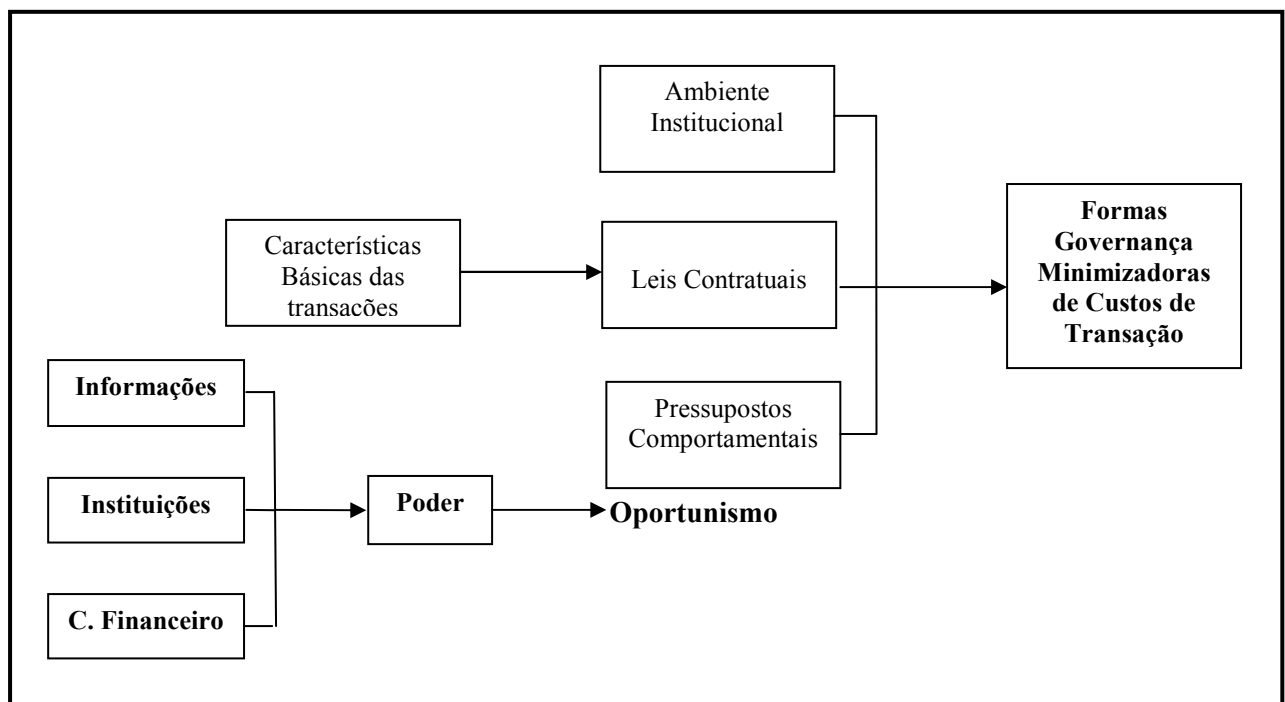 Ambiente
Institucional
Formas
Governança
Minimizadoras
de Custos de
Transação
Características
Básicas das
transacões
Leis Contratuais
Informações
Pressupostos
Comportamentais
Instituições
Poder
Oportunismo
C. Financeiro